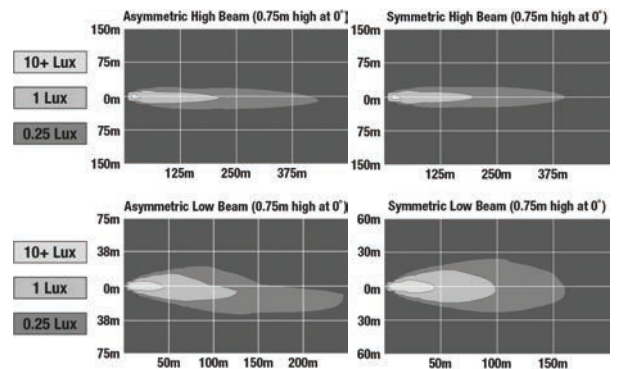 Asymmetric High Beam (0.75m high at 0°)
150m
75m
0m
75m
150m
125m 250m 375m
10+ Lux
1 Lux
0.25 Lux
Symmetric High Beam (0.75m high at 0°)
150m
75m
0m
75m
150m
125m 250m 375m
Asymmetric Low Beam (0.75m high at 0°)
75m
38m
0m
38m
75m
50m 100m 150m 200m
10+ Lux
1 Lux
0.25 Lux
Symmetric Low Beam (0.75m high at 0°)
60m
30m
0m
30m
60m
50m 100m 150m